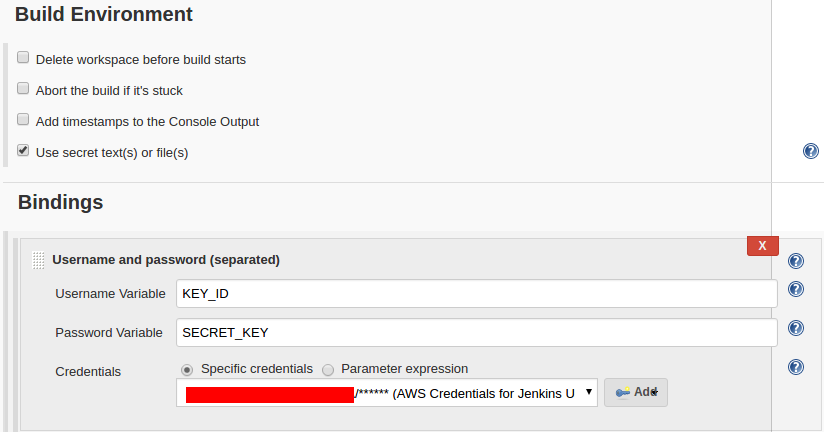 Build Environment
Delete workspace before build starts
Abort the build if it's stuck
Add timestamps to the Console Output
Use secret text(s) or file(s)
Bindings
X
Username and password (separated)
Username Variable KEY_ID
Password Variable SECRET_KEY
Credentials Specific credentials Parameter expression
/****** (AWS Credentials for Jenkins U Add